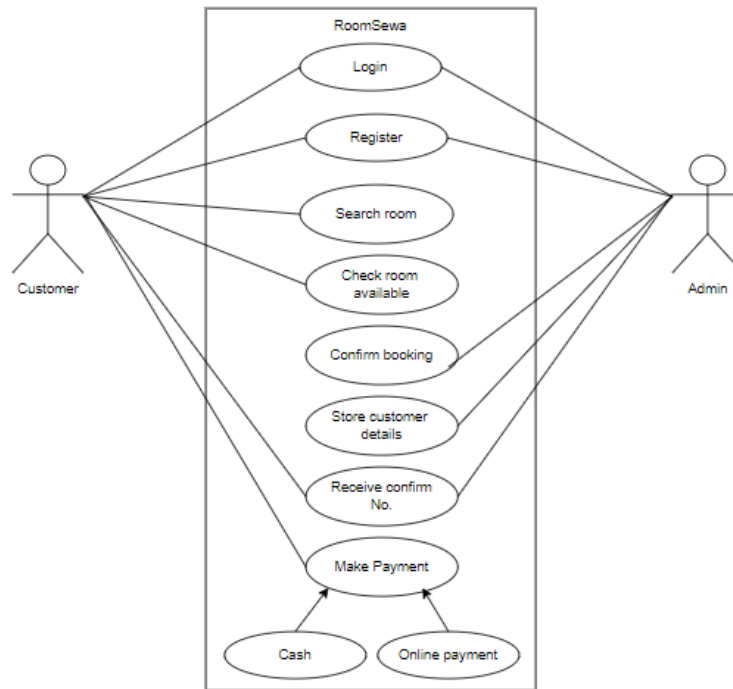 RoomSewa
Login
Register
Search room
Customer
Check room
available
Admin
Confirm booking
Store customer
details
Receive confirm
No.
Make Payment
Cash
Online payment